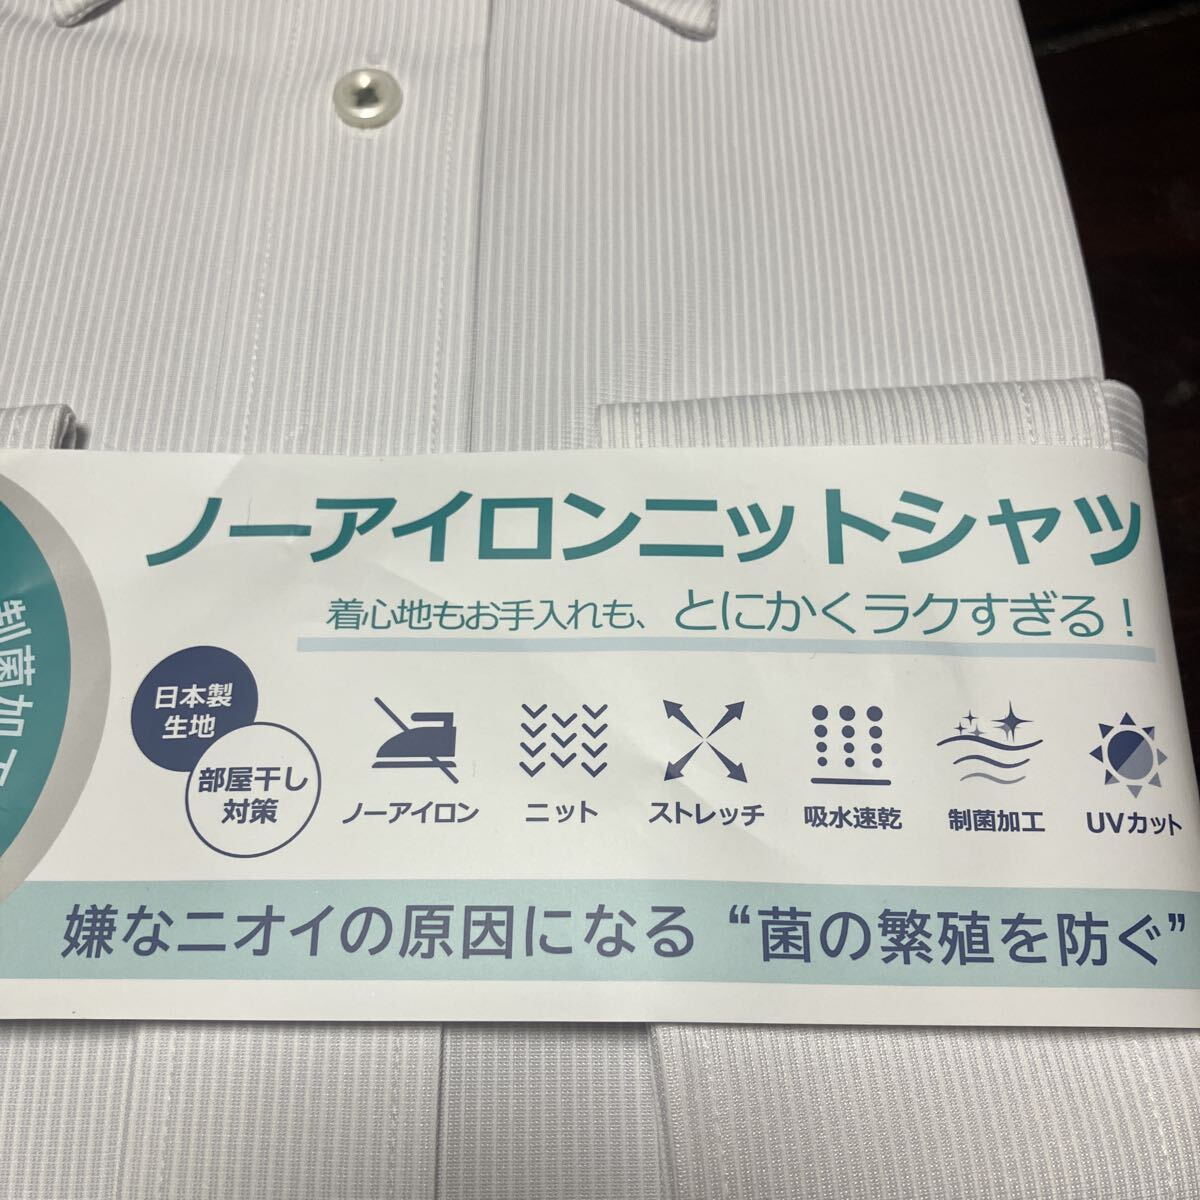 制菌加工
ノーアイロンニットシャツ
着心地もお手入れも、とにかくラクすぎる！
日本製
生地
部屋干し
対策
ノーアイロン
ニット
ストレッチ
吸水速乾
制菌加工
UVカット
嫌なニオイの原因になる “菌の繁殖を防ぐ”